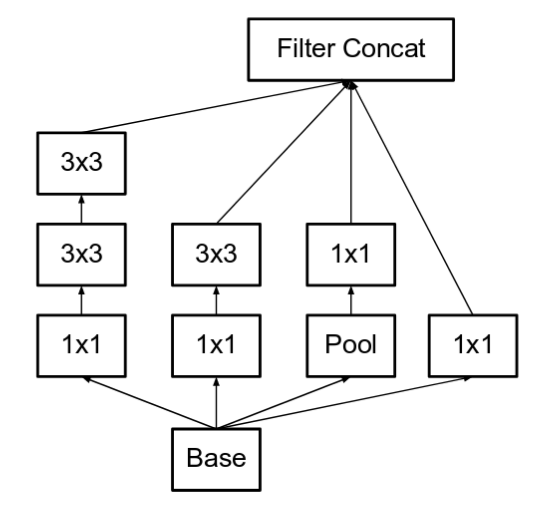 Filter Concat
3x3
3x3
3x3
1x1
1x1
1x1
Pool
1x1
Base